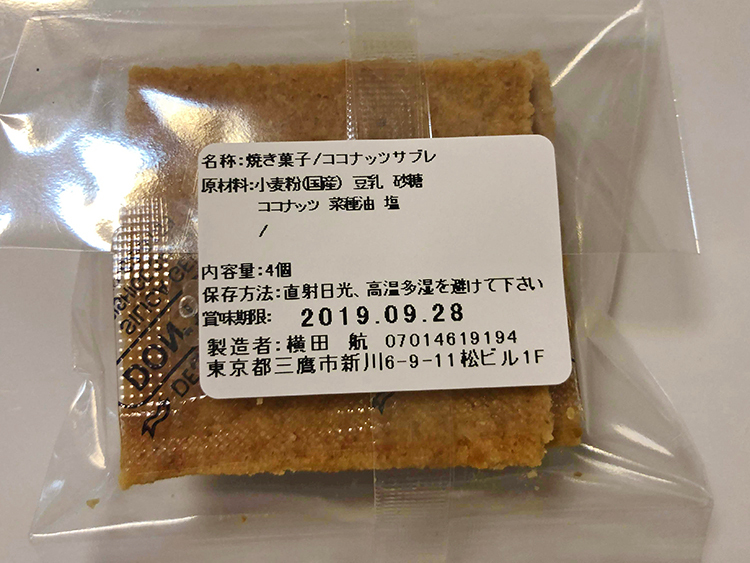 名称:焼き菓子/ココナッツサブレ
原材料:小麦粉(国産) 豆乳 砂糖
ココナッツ 菜種油 塩
/
内容量:4個
保存方法:直射日光、高温多湿を避けて下さい
賞味期限: 2019.09.28
製造者:横田 航 07014619194
東京都三鷹市新川6-9-11松ビル1F